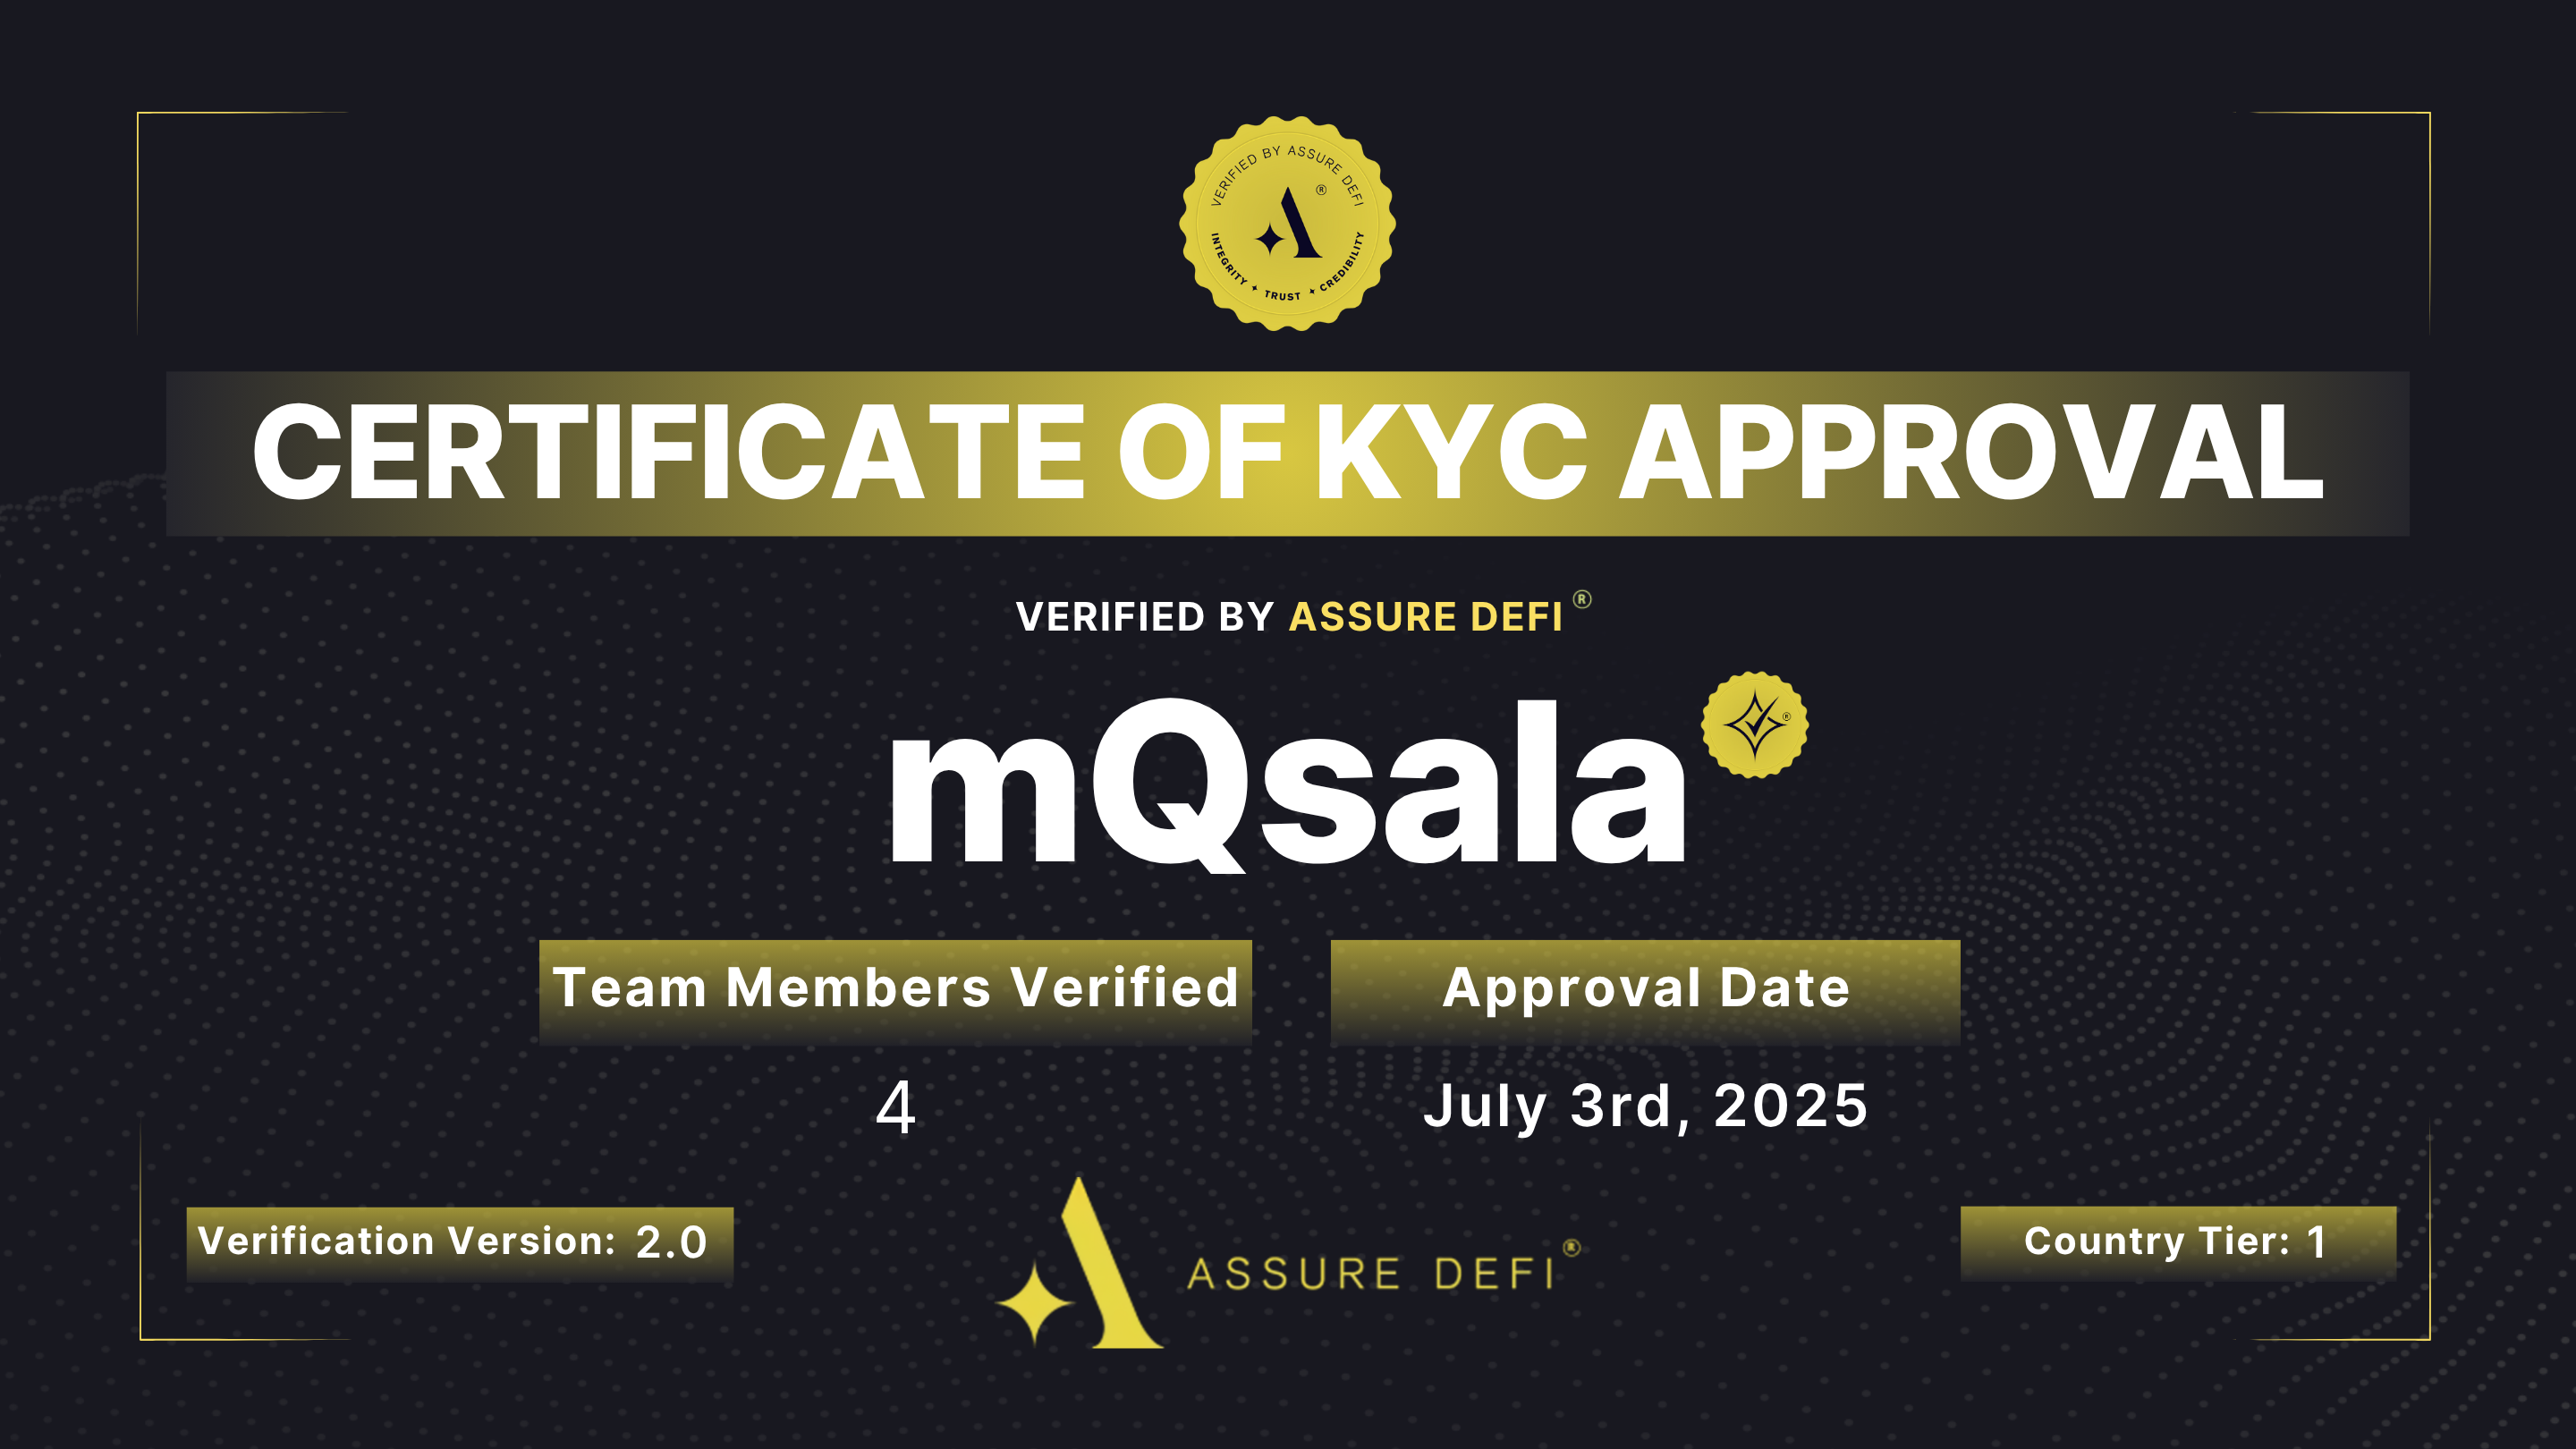 VERIFIED BY ASSURE DEFI
A ®
INTEGRITY ✦ TRUST ✦ CREDIBILITY
CERTIFICATE OF KYC APPROVAL
VERIFIED BY ASSURE DEFI ®
mQsala
®
Team Members Verified
4
Approval Date
July 3rd, 2025
Verification Version: 2.0
ASSURE DEFI ®
Country Tier: 1